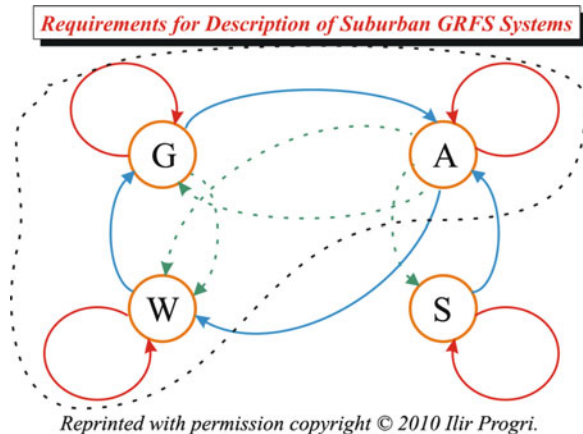 Requirements for Description of Suburban GRFS Systems
G
A
W
S
Reprinted with permission copyright © 2010 Ilir Progri.